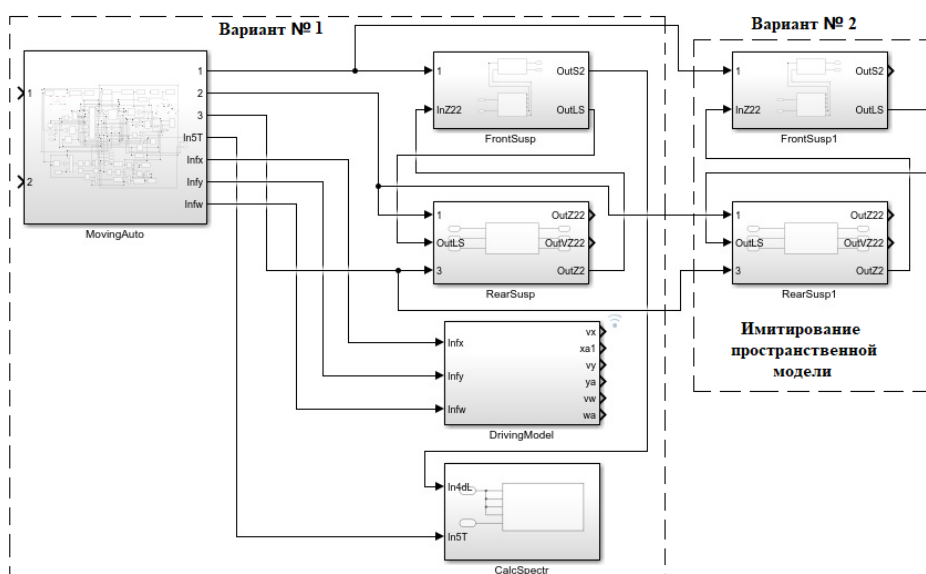 Вариант № 1
1
2
1
2
3
In5T
Infx
Infy
Infw
MovingAuto
1
InZ22
OutS2
OutLS
FrontSusp
1
OutLS
3
OutZ22
OutVZ22
OutZ2
RearSusp
Infx
Infy
Infw
vx
xa1
vy
ya
vw
wa
DrivingModel
In4dL
In5T
CalcSpectr
Вариант № 2
1
InZ22
OutS2
OutLS
FrontSusp1
1
OutLS
3
OutZ22
OutVZ22
OutZ2
RearSusp1
Имитирование
пространственной
модели